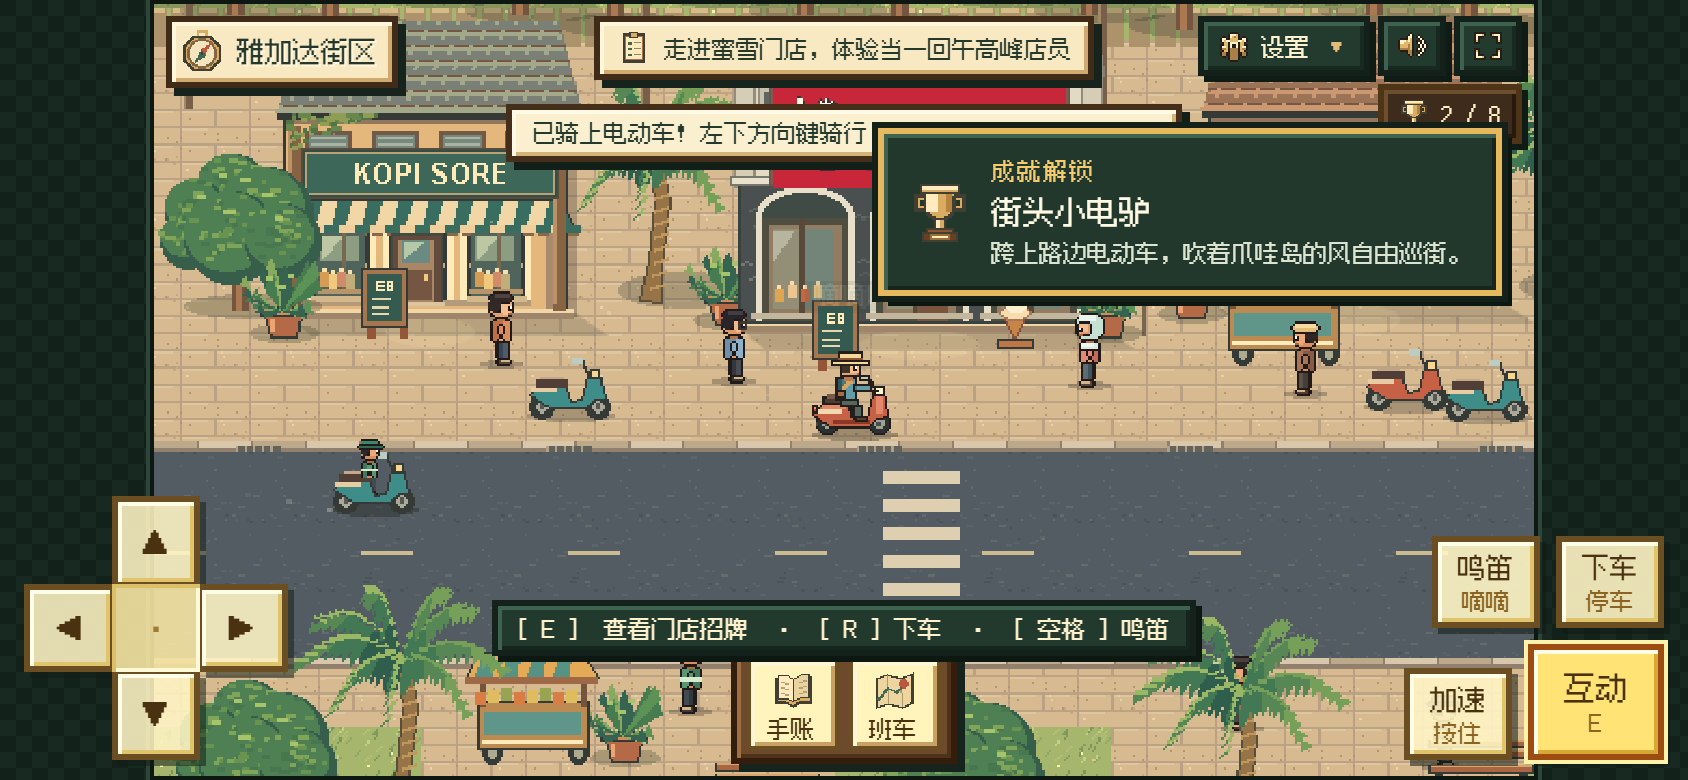 雅加达街区
走进蜜雪门店，体验当一回午高峰店员
设置 ▼
2 / 8
已骑上电动车！左下方向键骑行
成就解锁
街头小电驴
跨上路边电动车，吹着爪哇岛的风自由巡街。
KOPI SORE
E8
E8
鸣笛
嘀嘀
下车
停车
[ E ] 查看门店招牌 · [ R ] 下车 · [ 空格 ] 鸣笛
手账
班车
加速
按住
互动
E